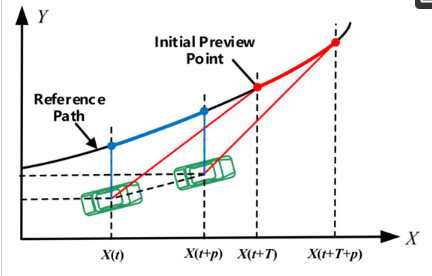 Y
Initial Preview
Point
Reference
Path
X
X(t)
X(t+p)
X(t+T)
X(t+T+p)